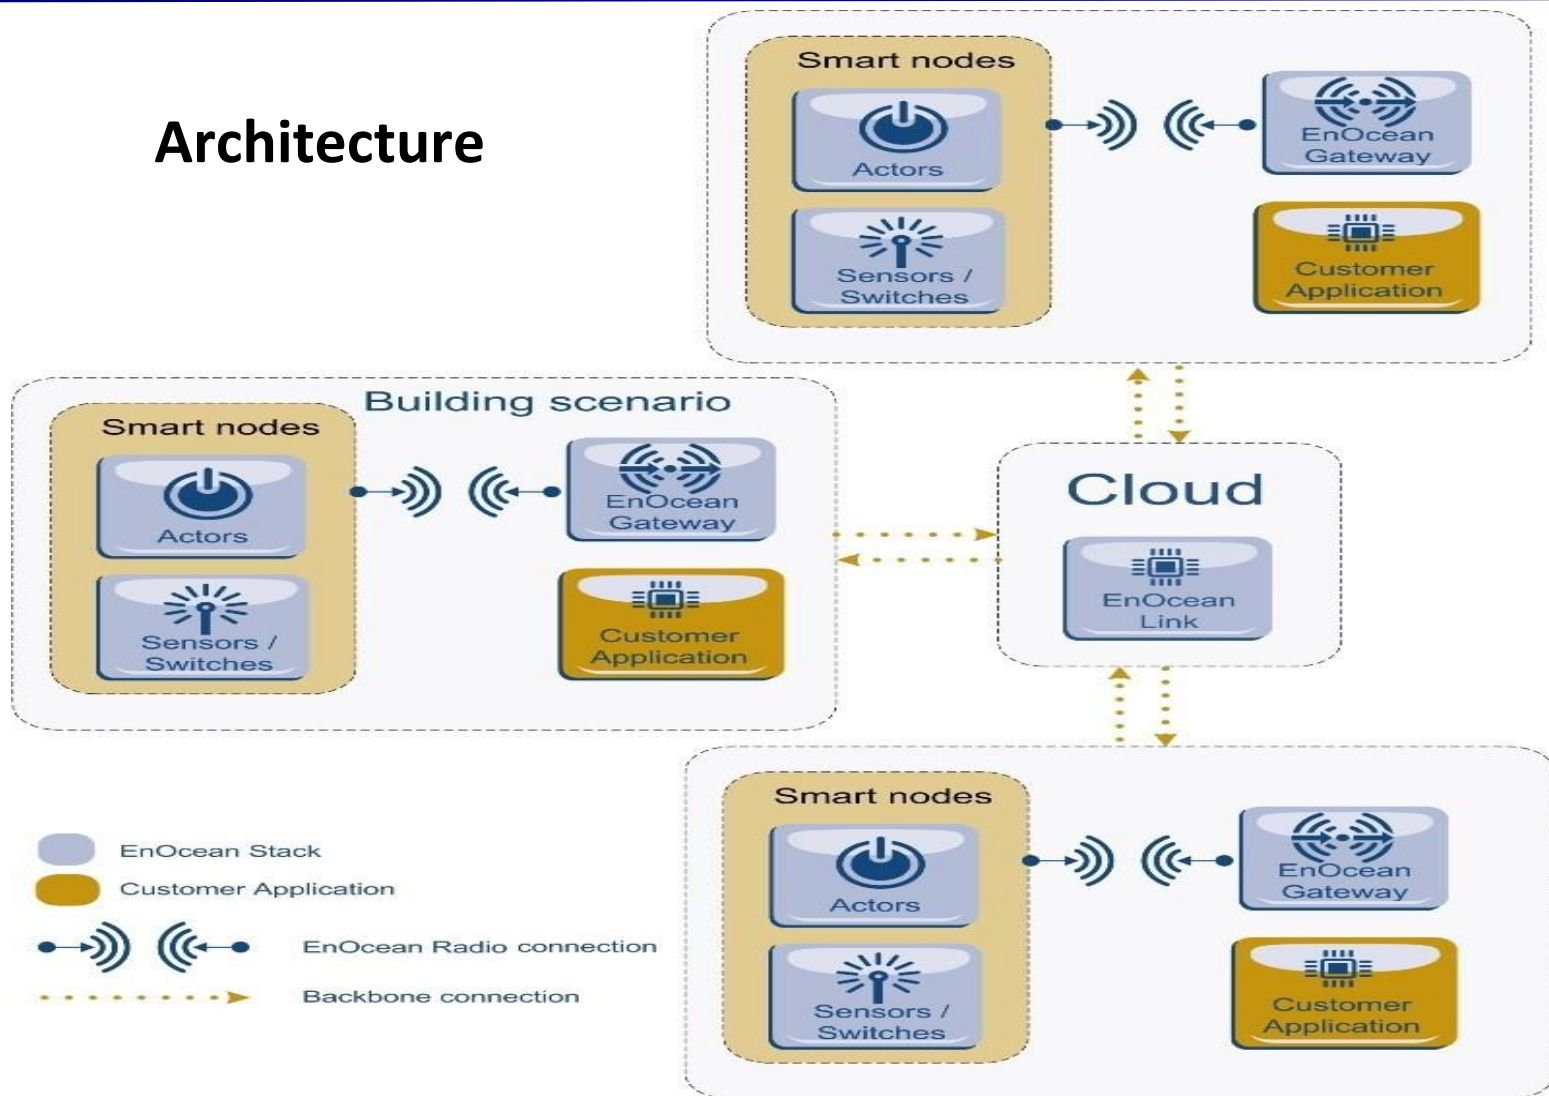 Architecture
Smart nodes
Actors
Sensors /
Switches
EnOcean
Gateway
Customer
Application
Building scenario
Smart nodes
Actors
Sensors /
Switches
EnOcean
Gateway
Customer
Application
Cloud
EnOcean
Link
Smart nodes
Actors
Sensors /
Switches
EnOcean
Gateway
Customer
Application
EnOcean Stack
Customer Application
EnOcean Radio connection
Backbone connection